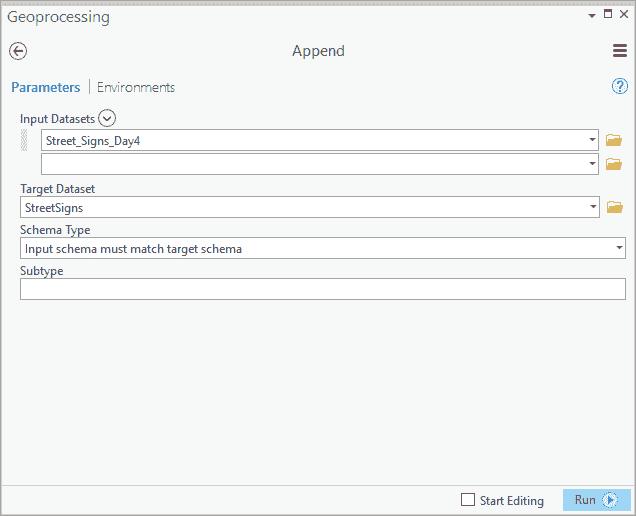 Geoprocessing
Append
Parameters | Environments
?
Input Datasets
Street_Signs_Day4
Target Dataset
StreetSigns
Schema Type
Input schema must match target schema
Subtype
Start Editing
Run